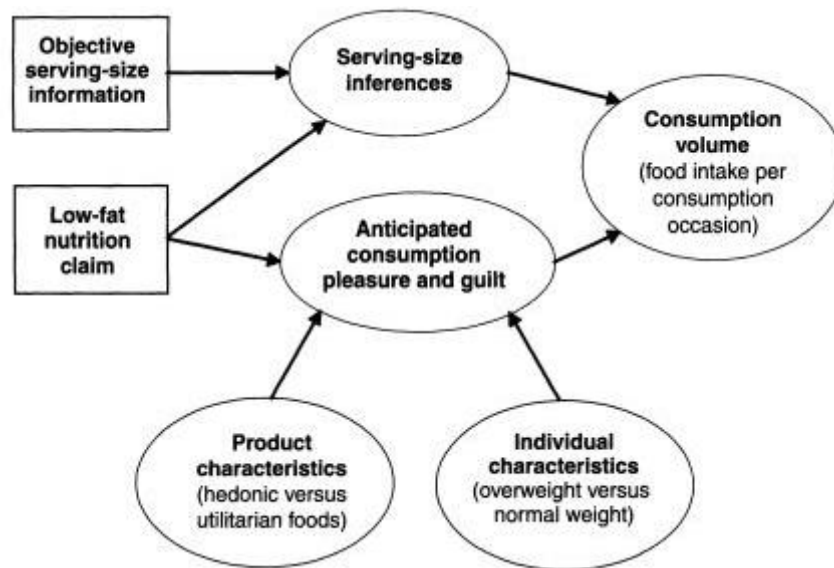 Objective
serving-size
information
Serving-size
inferences
Consumption
volume
(food intake per
consumption
occasion)
Low-fat
nutrition
claim
Anticipated
consumption
pleasure and guilt
Product
characteristics
(hedonic versus
utilitarian foods)
Individual
characteristics
(overweight versus
normal weight)